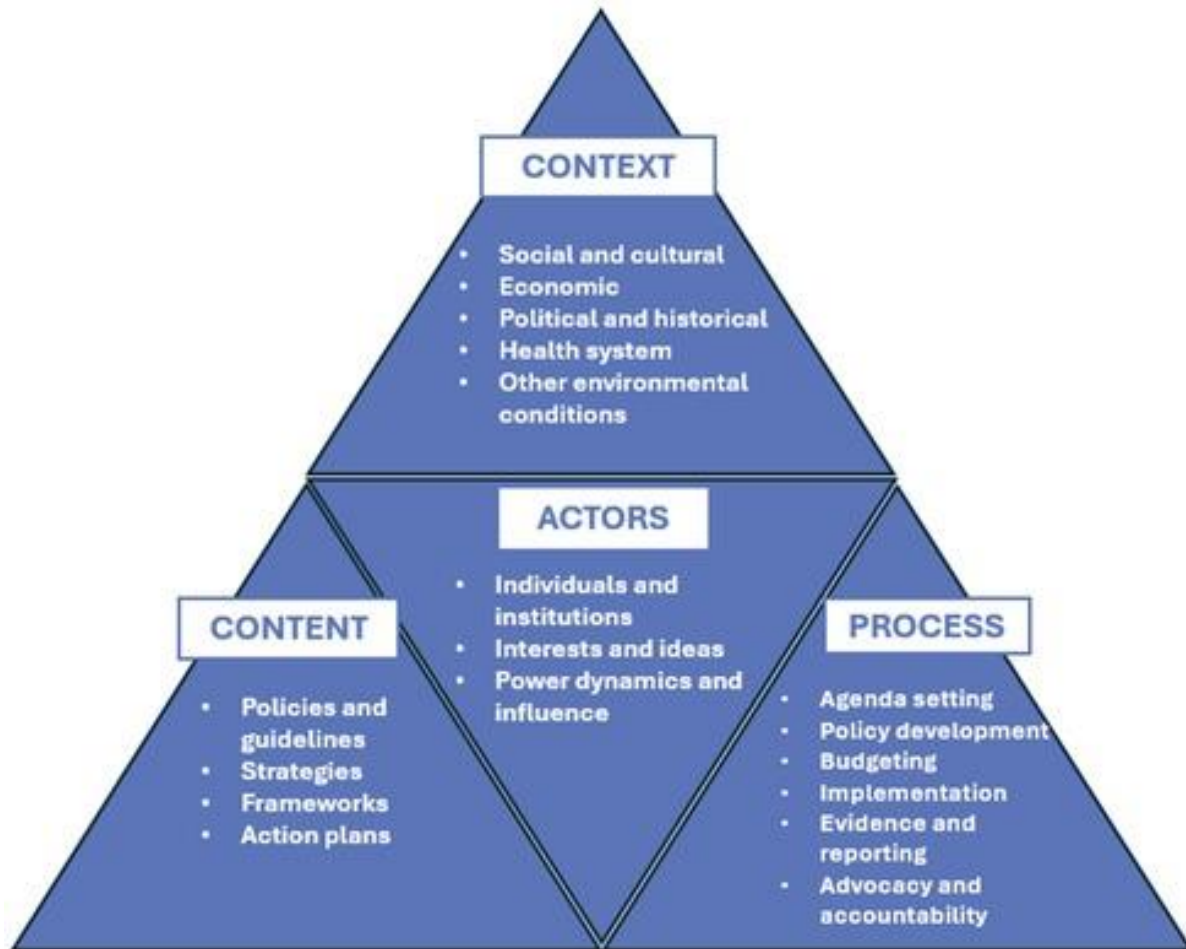 CONTEXT
• Social and cultural
• Economic
• Political and historical
• Health system
• Other environmental
conditions
ACTORS
• Individuals and
institutions
• Interests and ideas
• Power dynamics and
influence
CONTENT
• Policies and
guidelines
• Strategies
• Frameworks
• Action plans
PROCESS
• Agenda setting
• Policy development
• Budgeting
• Implementation
• Evidence and
reporting
• Advocacy and
accountability